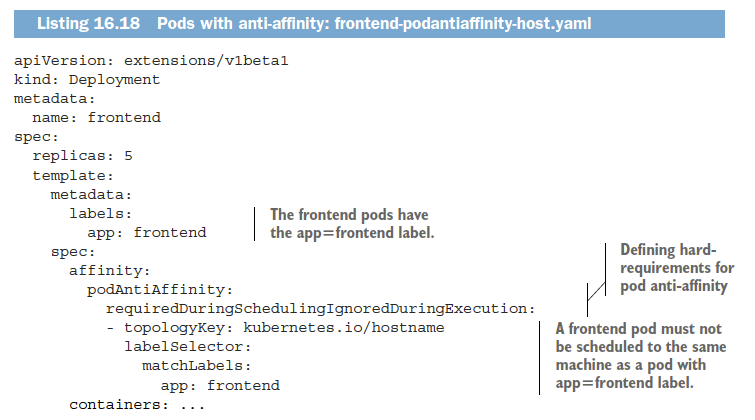 Listing 16.18 Pods with anti-affinity: frontend-podantiaffinity-host.yaml
apiVersion: extensions/v1beta1
kind: Deployment
metadata:
  name: frontend
spec:
  replicas: 5
  template:
    metadata:
      labels:
        app: frontend
The frontend pods have
the app=frontend label.
    spec:
      affinity:
        podAntiAffinity:
          requiredDuringSchedulingIgnoredDuringExecution:
Defining hard-
requirements for
pod anti-affinity
          - topologyKey: kubernetes.io/hostname
            labelSelector:
              matchLabels:
                app: frontend
A frontend pod must not
be scheduled to the same
machine as a pod with
app=frontend label.
      containers: ...